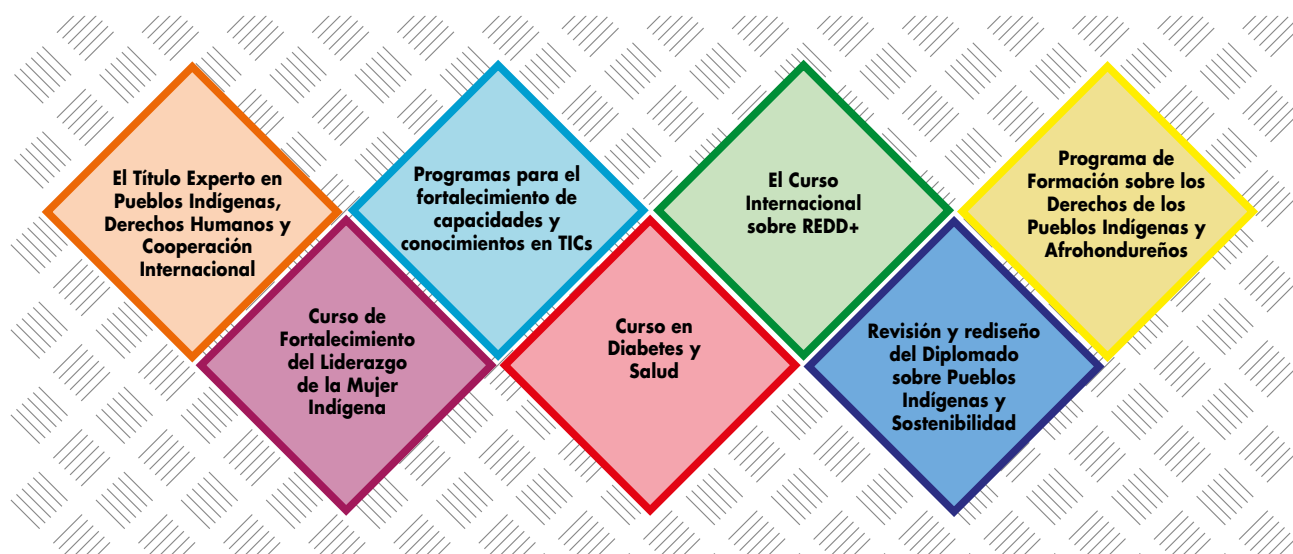 El Título Experto en
Pueblos Indígenas,
Derechos Humanos y
Cooperación
Internacional
Curso de
Fortalecimiento
del Liderazgo
de la Mujer
Indígena
Programas para el
fortalecimiento de
capacidades y
conocimientos en TICs
Curso en
Diabetes y
Salud
El Curso
Internacional
sobre REDD+
Revisión y rediseño
del Diplomado
sobre Pueblos
Indígenas y
Sostenibilidad
Programa de
Formación sobre los
Derechos de los
Pueblos Indígenas y
Afrohondureños